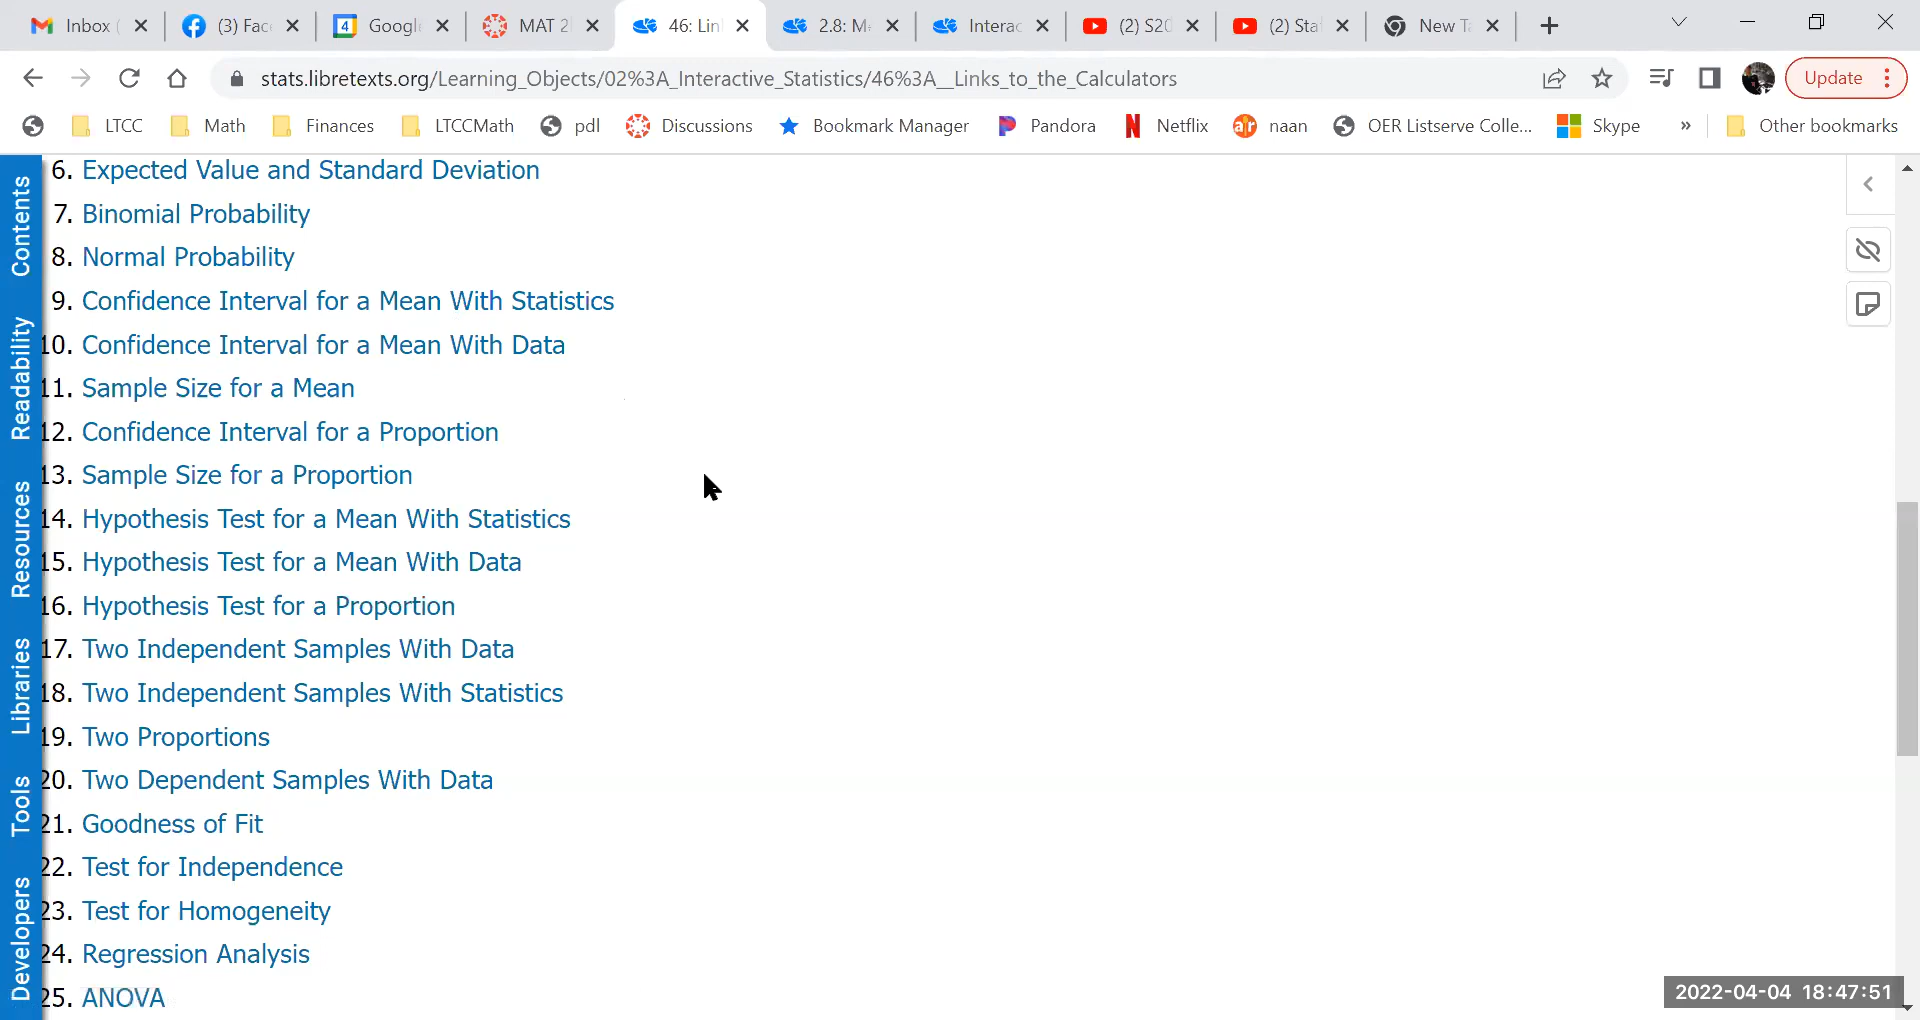 Inbox (
(3) Fac
4
Googl
MAT 2
46: Lin
2.8: M
Interac
(2) S20
(2) Sta
New Ta
stats.libretexts.org/Learning_Objects/02%3A_Interactive_Statistics/46%3A__Links_to_the_Calculators
Update
LTCC
Math
Finances
LTCCMath
pdl
Discussions
Bookmark Manager
Pandora
Netflix
naan
OER Listserve Colle...
Skype
»
Other bookmarks
Contents
Readability
Resources
Libraries
Tools
Developers
6. Expected Value and Standard Deviation
7. Binomial Probability
8. Normal Probability
9. Confidence Interval for a Mean With Statistics
10. Confidence Interval for a Mean With Data
11. Sample Size for a Mean
12. Confidence Interval for a Proportion
13. Sample Size for a Proportion
14. Hypothesis Test for a Mean With Statistics
15. Hypothesis Test for a Mean With Data
16. Hypothesis Test for a Proportion
17. Two Independent Samples With Data
18. Two Independent Samples With Statistics
19. Two Proportions
20. Two Dependent Samples With Data
21. Goodness of Fit
22. Test for Independence
23. Test for Homogeneity
24. Regression Analysis
25. ANOVA
2022-04-04 18:47:51